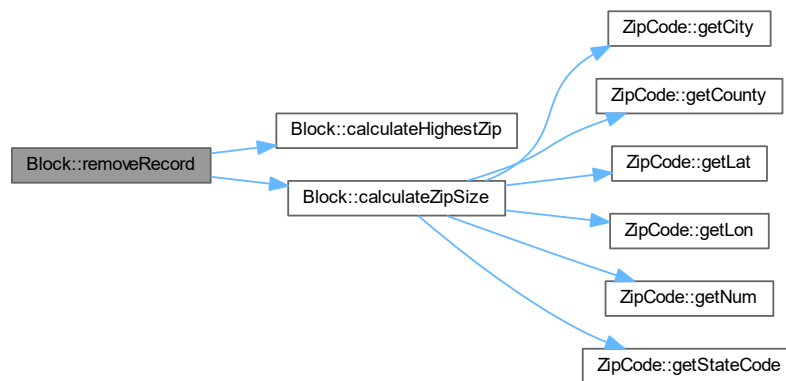 Block::removeRecord
Block::calculateHighestZip
Block::calculateZipSize
ZipCode::getCity
ZipCode::getCounty
ZipCode::getLat
ZipCode::getLon
ZipCode::getNum
ZipCode::getStateCode